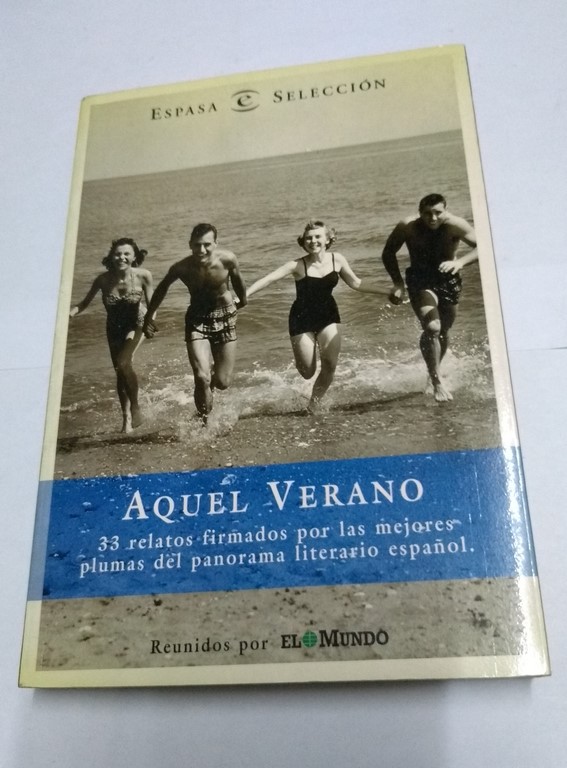 ESPASA e SELECCIÓN
AQUEL VERANO
33 relatos firmados por las mejores
plumas del panorama literario español.
Reunidos por EL MUNDO